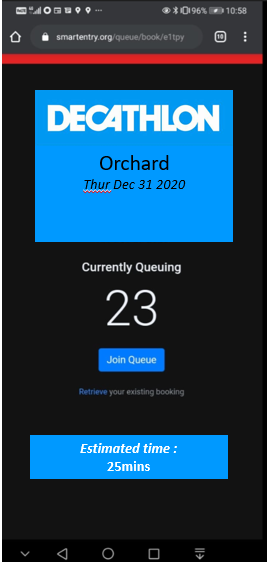 96% 10:58
smartentry.org/queue/book/e1tpy
10
DECATHLON
Orchard
Thur Dec 31 2020
Currently Queuing
23
Join Queue
Retrieve your existing booking
Estimated time :
25mins